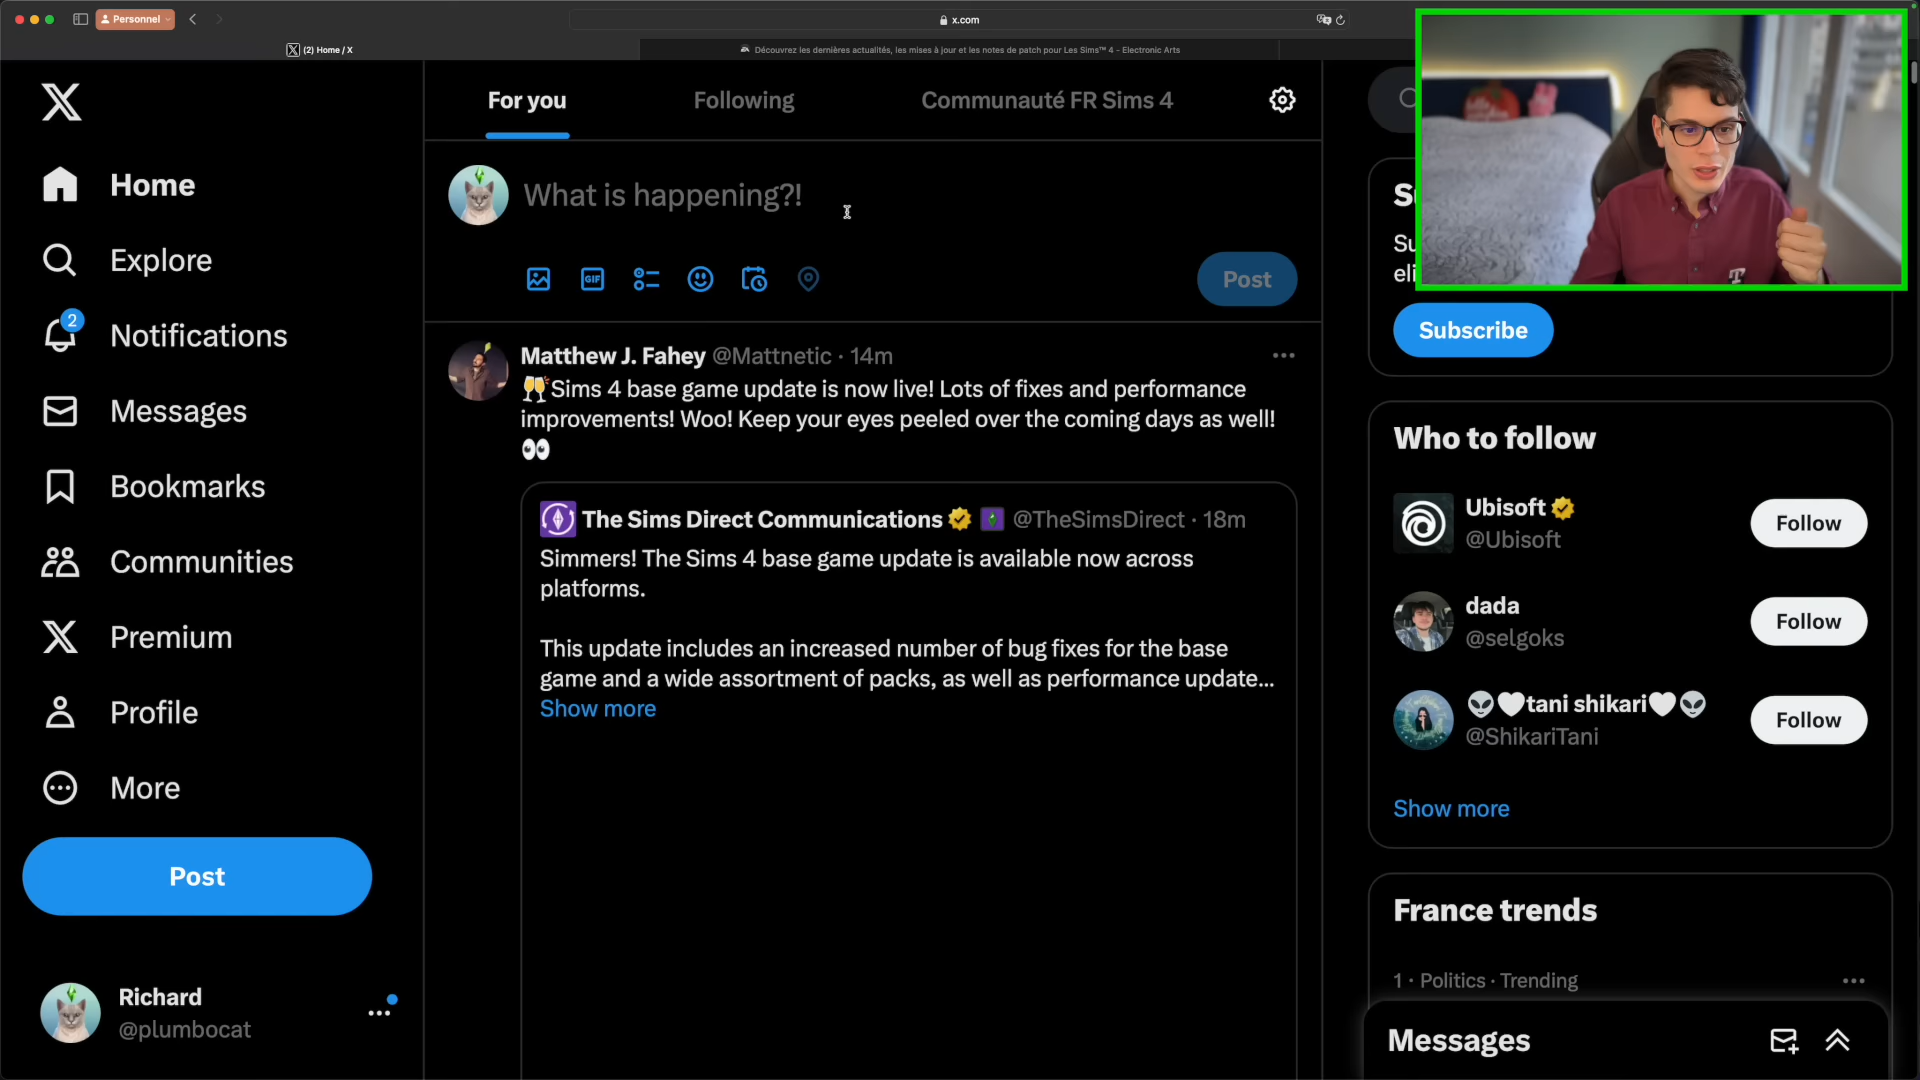 Personnel
x.com
(2) Home / X
Découvrez les dernières actualités, les mises à jour et les notes de patch pour Les Sims™ 4 - Electronic Arts
Home
Explore
2
Notifications
Messages
Bookmarks
Communities
Premium
Profile
More
Post
Richard
@plumbocat
For you
Following
Communauté FR Sims 4
What is happening?!
GIF
Post
Matthew J. Fahey @Mattnetic · 14m
🥂Sims 4 base game update is now live! Lots of fixes and performance
improvements! Woo! Keep your eyes peeled over the coming days as well!
👀
The Sims Direct Communications @TheSimsDirect · 18m
Simmers! The Sims 4 base game update is available now across
platforms.
This update includes an increased number of bug fixes for the base
game and a wide assortment of packs, as well as performance update...
Show more
Subscribe
Who to follow
Ubisoft
@Ubisoft
Follow
dada
@selgoks
Follow
👽🤍tani shikari🤍👽
@ShikariTani
Follow
Show more
France trends
1 · Politics · Trending
Messages